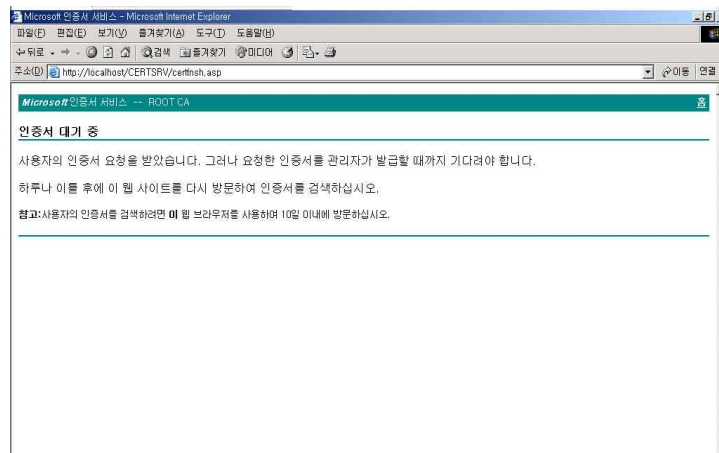 Microsoft 인증서 서비스 - Microsoft Internet Explorer
파일(F) 편집(E) 보기(V) 즐겨찾기(A) 도구(T) 도움말(H)
뒤로 검색 즐겨찾기 미디어
주소(D) http://localhost/CERTSRV/certfnsh.asp 이동 연결
Microsoft 인증서 서비스 -- ROOT CA 홈
인증서 대기 중
사용자의 인증서 요청을 받았습니다. 그러나 요청한 인증서를 관리자가 발급할 때까지 기다려야 합니다.
하루나 이틀 후에 이 웹 사이트를 다시 방문하여 인증서를 검색하십시오.
참고:사용자의 인증서를 검색하려면 이 웹 브라우저를 사용하여 10일 이내에 방문하십시오.